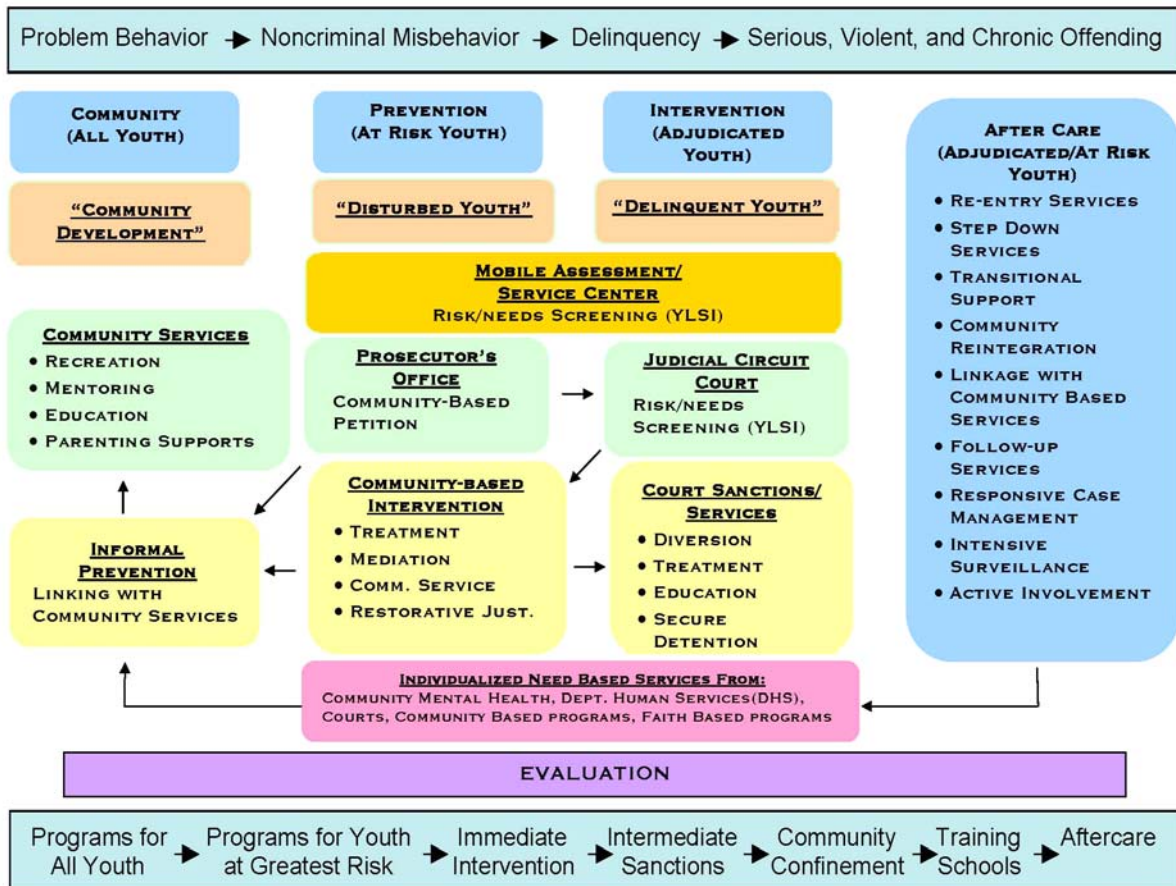 Problem Behavior → Noncriminal Misbehavior → Delinquency → Serious, Violent, and Chronic Offending
COMMUNITY
(ALL YOUTH)
PREVENTION
(AT RISK YOUTH)
INTERVENTION
(ADJUDICATED
YOUTH)
"COMMUNITY
DEVELOPMENT"
"DISTURBED YOUTH"
"DELINQUENT YOUTH"
MOBILE ASSESSMENT/
SERVICE CENTER
RISK/NEEDS SCREENING (YLSI)
COMMUNITY SERVICES
• RECREATION
• MENTORING
• EDUCATION
• PARENTING SUPPORTS
PROSECUTOR'S
OFFICE
COMMUNITY-BASED
PETITION
JUDICIAL CIRCUIT
COURT
RISK/NEEDS
SCREENING (YLSI)
INFORMAL
PREVENTION
LINKING WITH
COMMUNITY SERVICES
COMMUNITY-BASED
INTERVENTION
• TREATMENT
• MEDIATION
• COMM. SERVICE
• RESTORATIVE JUST.
COURT SANCTIONS/
SERVICES
• DIVERSION
• TREATMENT
• EDUCATION
• SECURE
DETENTION
AFTER CARE
(ADJUDICATED/AT RISK
YOUTH)
• RE-ENTRY SERVICES
• STEP DOWN
SERVICES
• TRANSITIONAL
SUPPORT
• COMMUNITY
REINTEGRATION
• LINKAGE WITH
COMMUNITY BASED
SERVICES
• FOLLOW-UP
SERVICES
• RESPONSIVE CASE
MANAGEMENT
• INTENSIVE
SURVEILLANCE
• ACTIVE INVOLVEMENT
INDIVIDUALIZED NEED BASED SERVICES FROM:
COMMUNITY MENTAL HEALTH, DEPT. HUMAN SERVICES(DHS),
COURTS, COMMUNITY BASED PROGRAMS, FAITH BASED PROGRAMS
EVALUATION
Programs for
All Youth
→ Programs for Youth
at Greatest Risk
→ Immediate
Intervention
→ Intermediate
Sanctions
→ Community
Confinement
→ Training
Schools
→ Aftercare